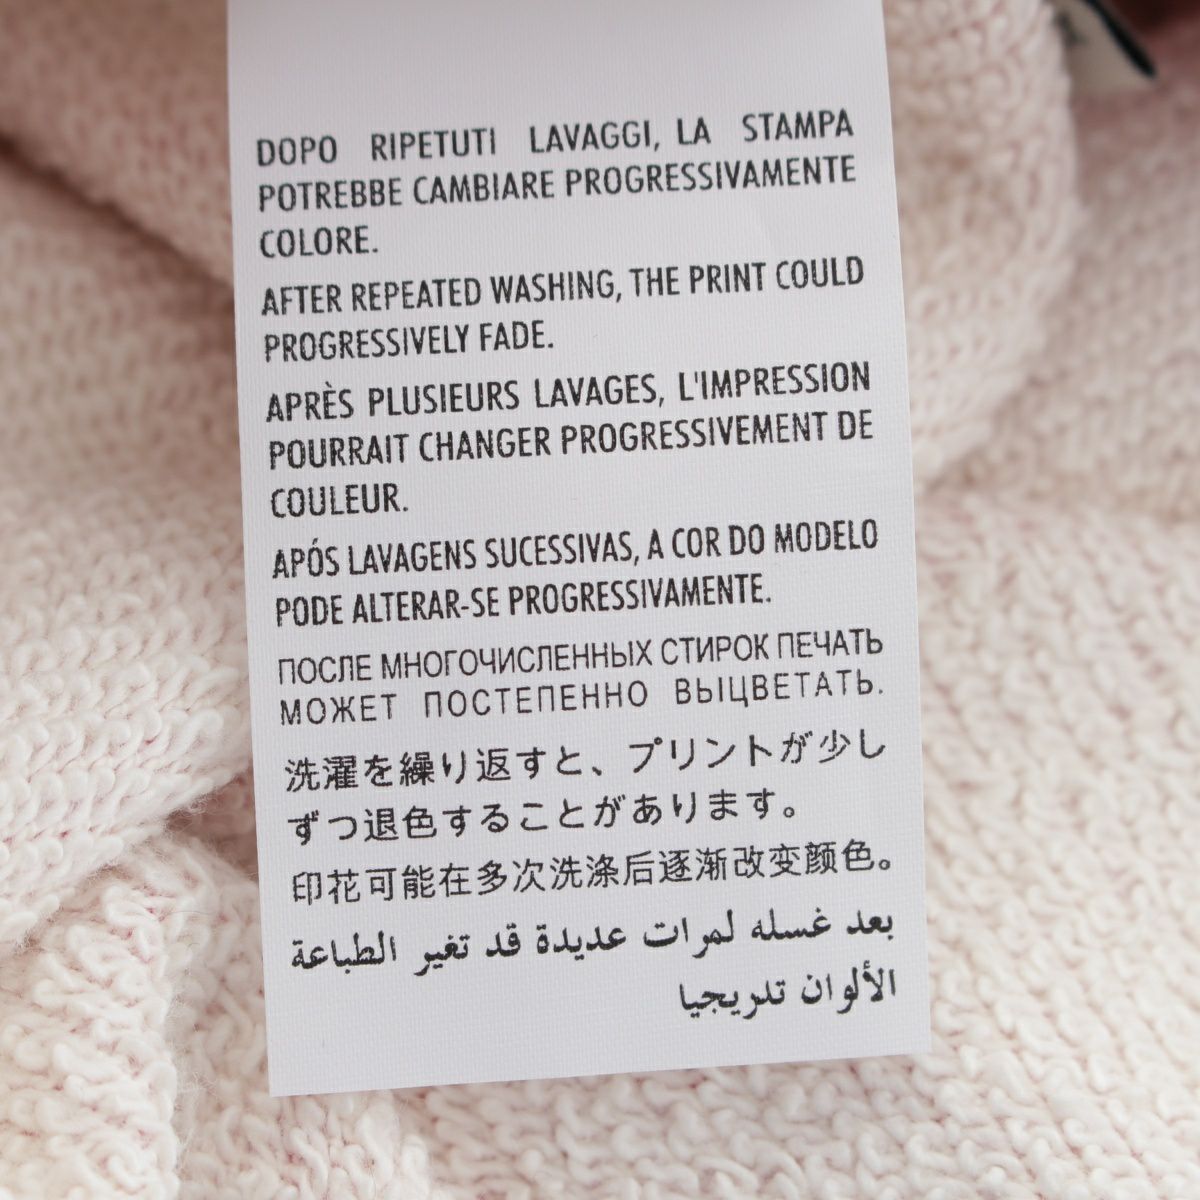 DOPO RIPETUTI LAVAGGI, LA STAMPA
POTREBBE CAMBIARE PROGRESSIVAMENTE
COLORE.
AFTER REPEATED WASHING, THE PRINT COULD
PROGRESSIVELY FADE.
APRÈS PLUSIEURS LAVAGES, L'IMPRESSION
POURRAIT CHANGER PROGRESSIVEMENT DE
COULEUR.
APÓS LAVAGENS SUCESSIVAS, A COR DO MODELO
PODE ALTERAR-SE PROGRESSIVAMENTE.
ПОСЛЕ МНОГОЧИСЛЕННЫХ СТИРОК ПЕЧАТЬ
МОЖЕТ ПОСТЕПЕННО ВЫЦВЕТАТЬ.
洗濯を繰り返すと、プリントが少し
ずつ退色することがあります。
印花可能在多次洗涤后逐渐改变颜色。
بعد غسله لمرات عديدة قد تغير الطباعة
الألوان تدريجيا